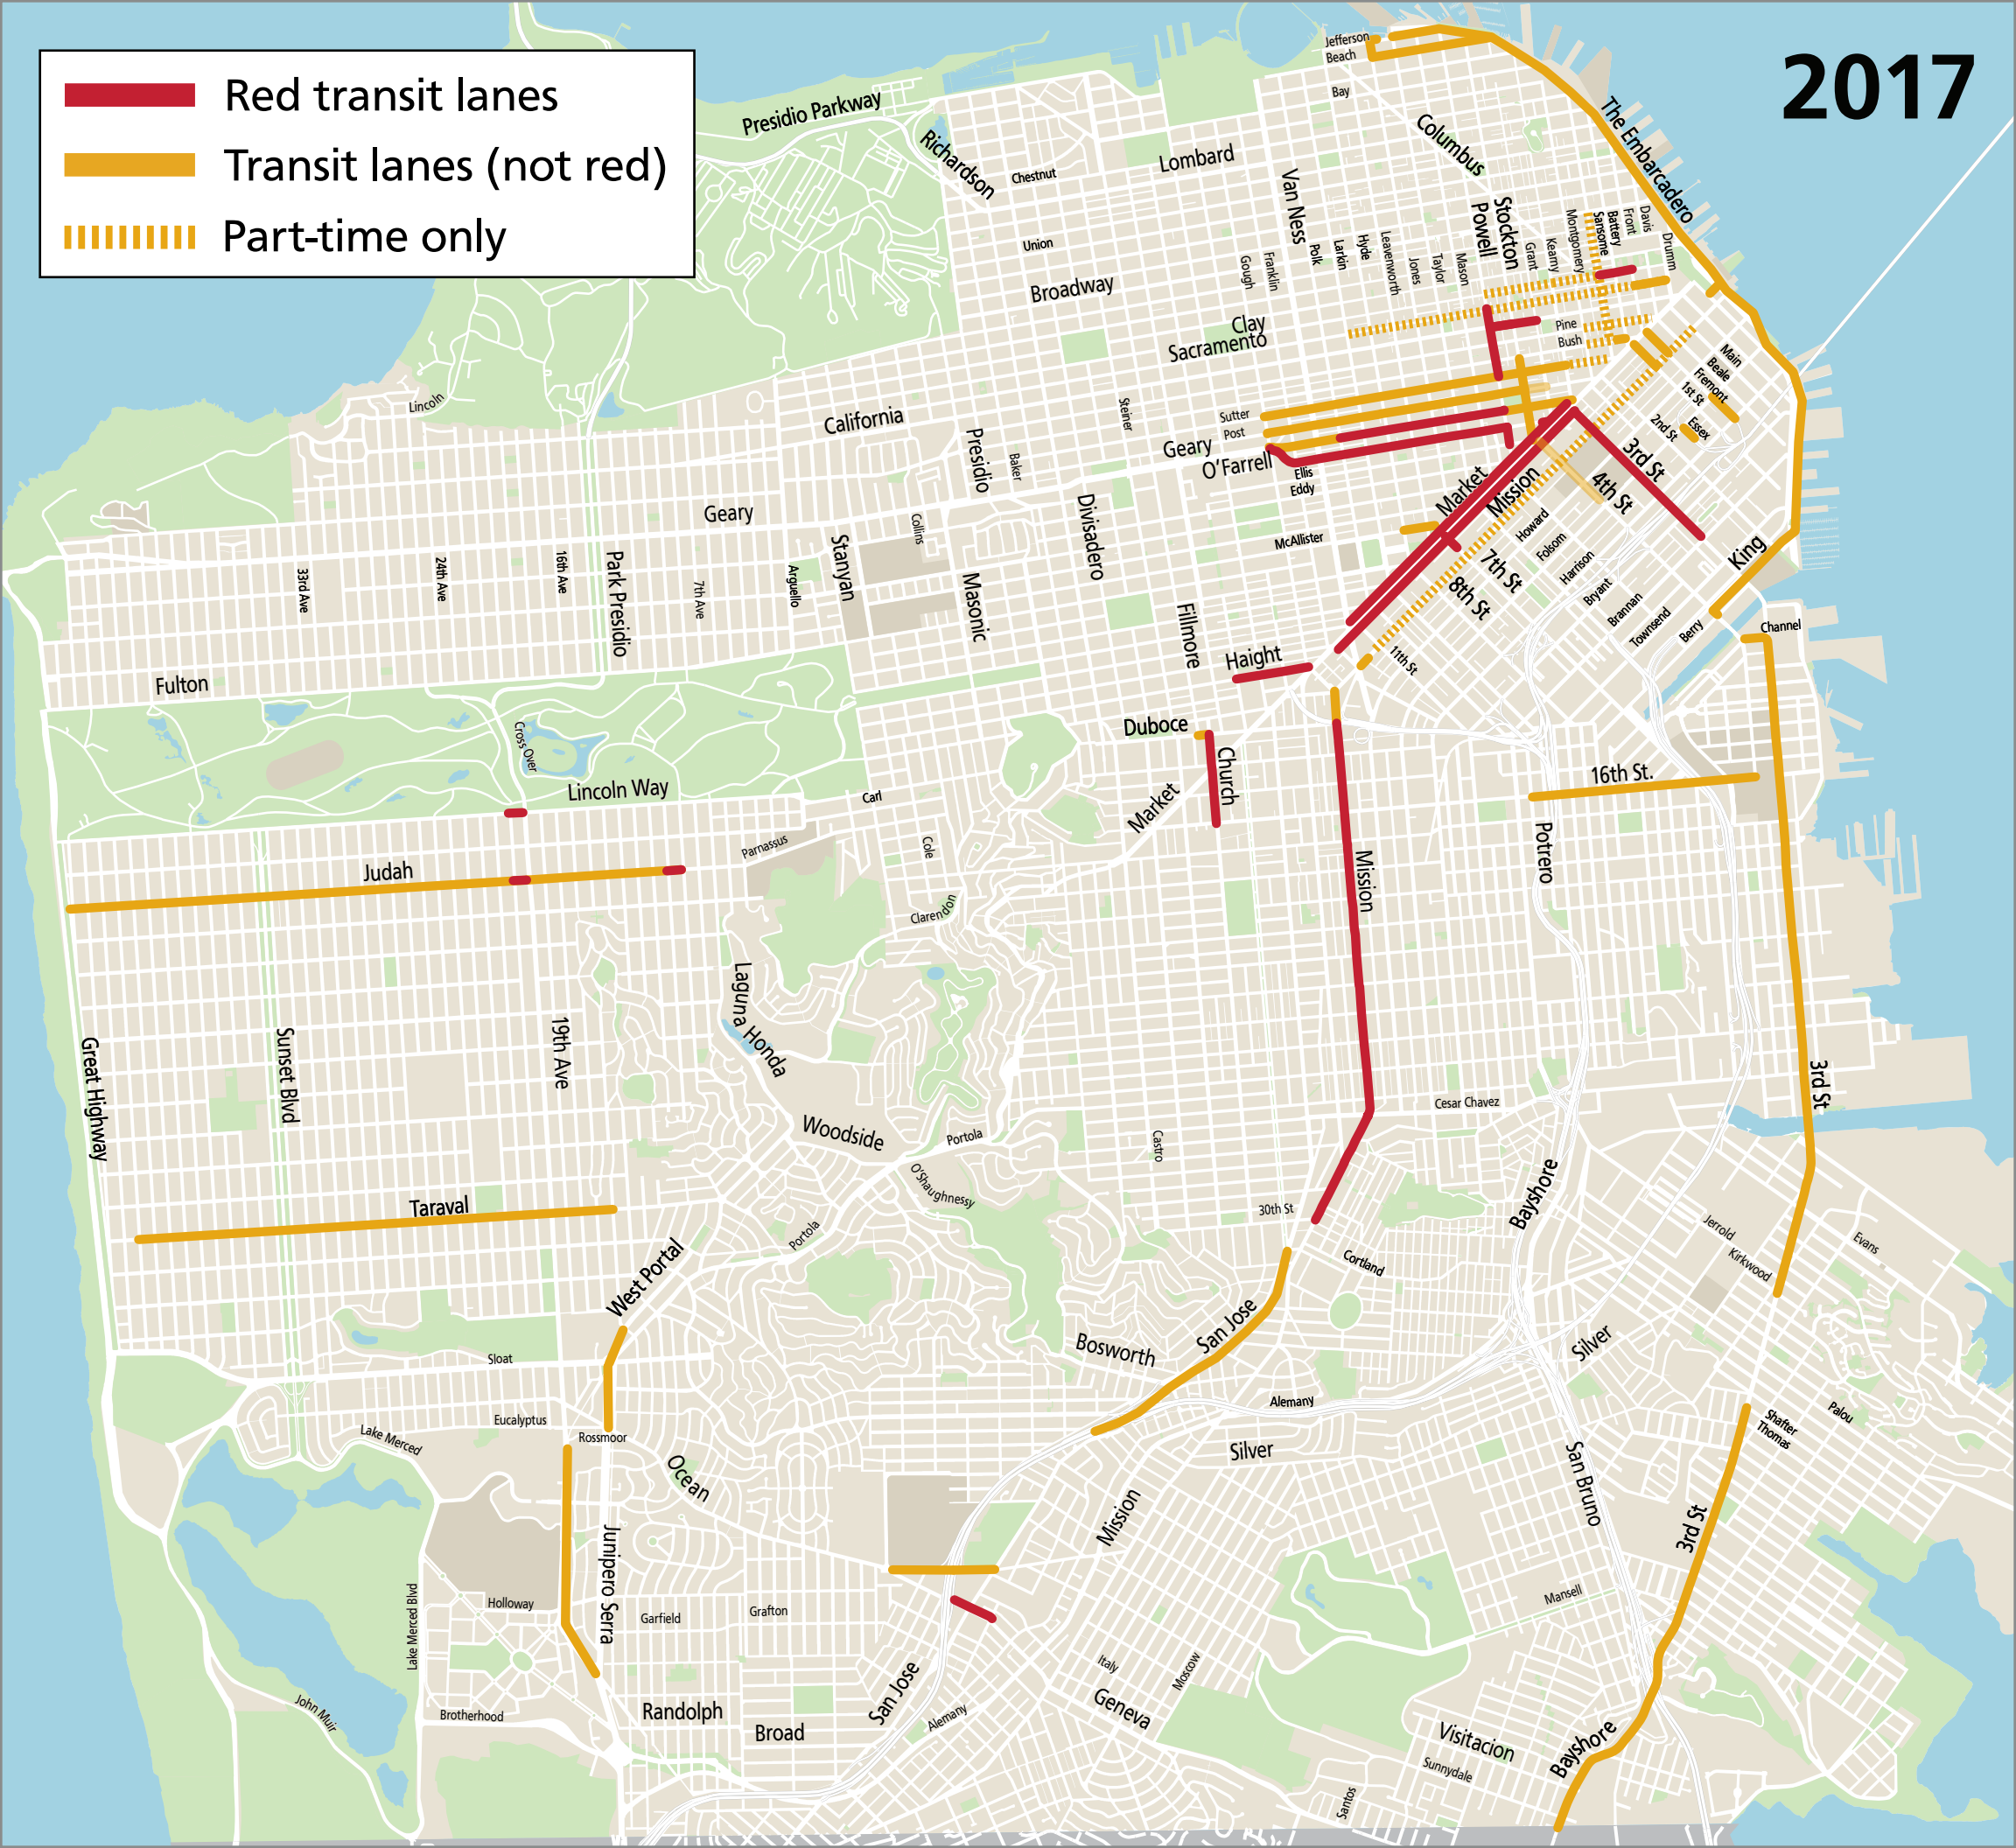 2017
Red transit lanes
Transit lanes (not red)
Part-time only
Jefferson
Beach
Bay
Columbus
The Embarcadero
Presidio Parkway
Richardson
Chestnut
Lombard
Van Ness
Union
Broadway
Gough
Franklin
Polk
Larkin
Hyde
Leavenworth
Jones
Taylor
Mason
Powell
Stockton
Grant
Kearny
Montgomery
Sansome
Battery
Front
Davis
Drumm
Clay
Sacramento
Pine
Bush
Main
Beale
Fremont
1st St
Essex
2nd St
3rd St
4th St
Lincoln
California
Steiner
Sutter
Post
Geary
O'Farrell
Ellis
Eddy
Presidio
Baker
Divisadero
Geary
Collins
Stanyan
Market
Mission
McAllister
Howard
Folsom
Harrison
Bryant
Brannan
Townsend
Berry
King
Channel
7th St
8th St
11th St
33rd Ave
24th Ave
16th Ave
Park Presidio
7th Ave
Arguello
Masonic
Fillmore
Haight
Fulton
Cross Over
Lincoln Way
Carl
Duboce
Church
Market
16th St.
Judah
Parnassus
Cole
Clarendon
Mission
Potrero
Laguna Honda
Great Highway
Sunset Blvd
19th Ave
Woodside
Portola
Castro
Cesar Chavez
3rd St
O'Shaughnessy
Taraval
Portola
30th St
Cortland
Bayshore
Jerrold
Kirkwood
Evans
West Portal
San Jose
Bosworth
Silver
Sloat
Eucalyptus
Rossmoor
Lake Merced
Alemany
Silver
Shafter
Thomas
Palou
Ocean
Mission
San Bruno
3rd St
Junipero Serra
Lake Merced Blvd
Holloway
Garfield
Grafton
Mansell
Italy
Moscow
Geneva
San Jose
Alemany
John Muir
Brotherhood
Randolph
Broad
Visitacion
Sunnydale
Bayshore
Santos